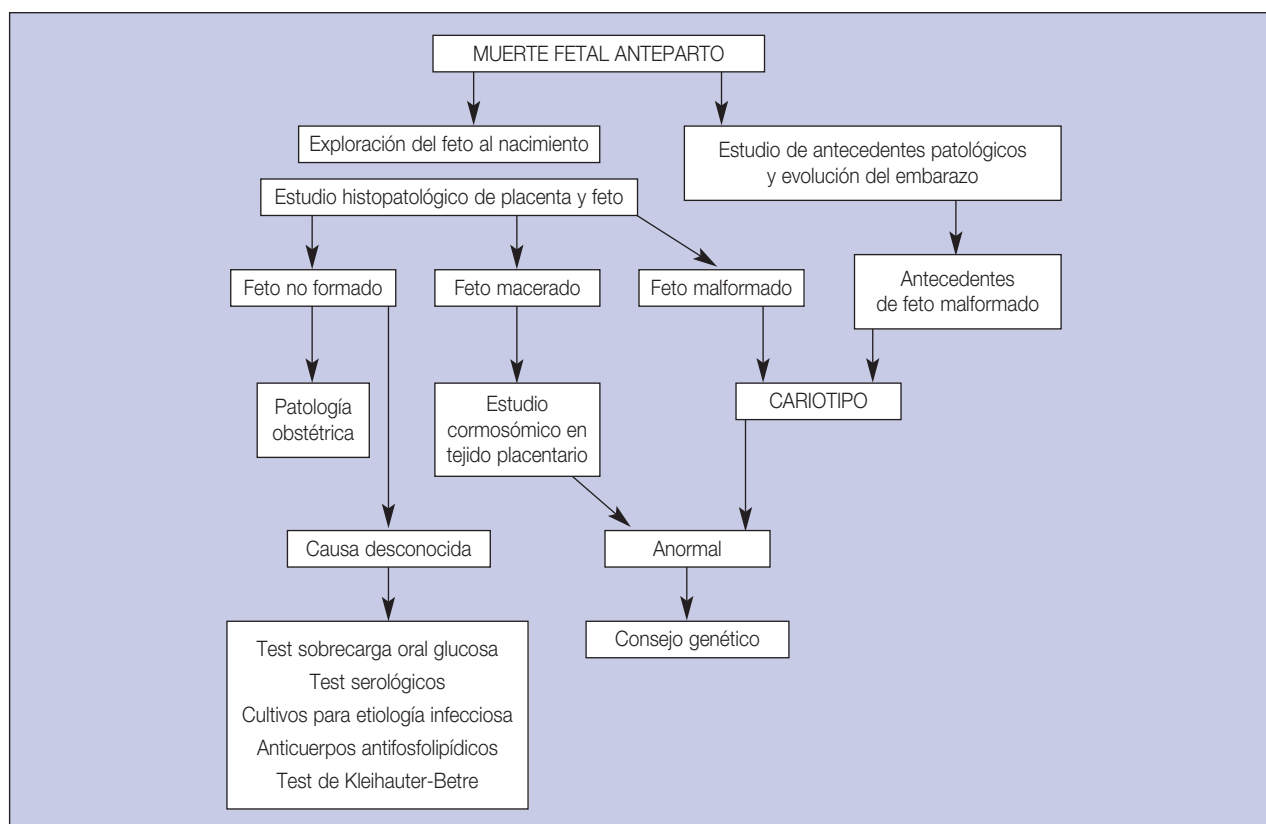 MUERTE FETAL ANTEPARTO
Exploración del feto al nacimiento
Estudio de antecedentes patológicos
y evolución del embarazo
Estudio histopatológico de placenta y feto
Feto no formado
Feto macerado
Feto malformado
Antecedentes
de feto malformado
Patología
obstétrica
Estudio
cormosómico en
tejido placentario
CARIOTIPO
Causa desconocida
Anormal
Consejo genético
Test sobrecarga oral glucosa
Test serológicos
Cultivos para etiología infecciosa
Anticuerpos antifosfolipídicos
Test de Kleihauter-Betre